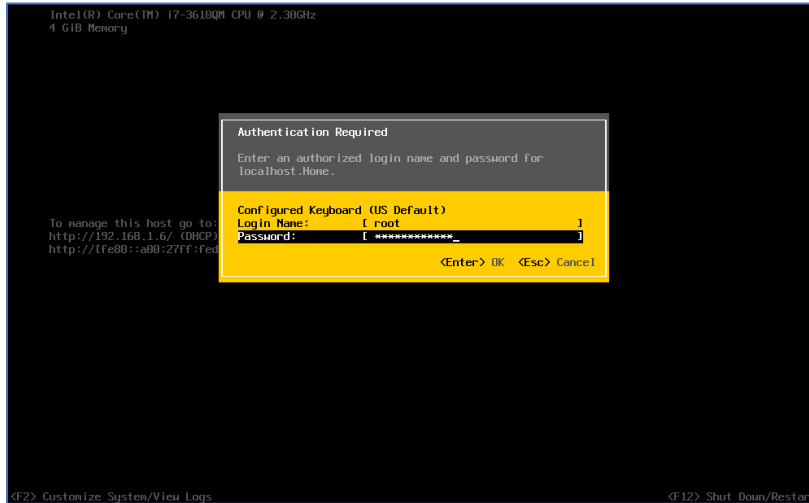 Intel(R) Core(TM) i7-3610QM CPU @ 2.30GHz
4 GiB Memory
Authentication Required
Enter an authorized login name and password for
localhost.Home.
Configured Keyboard (US Default)
Login Name: [ root ]
Password: [ ************_ ]
<Enter> OK <Esc> Cancel
To manage this host go to:
http://192.168.1.6/ (DHCP)
http://[fe80::a00:27ff:fed
<F2> Customize System/View Logs
<F12> Shut Down/Restar